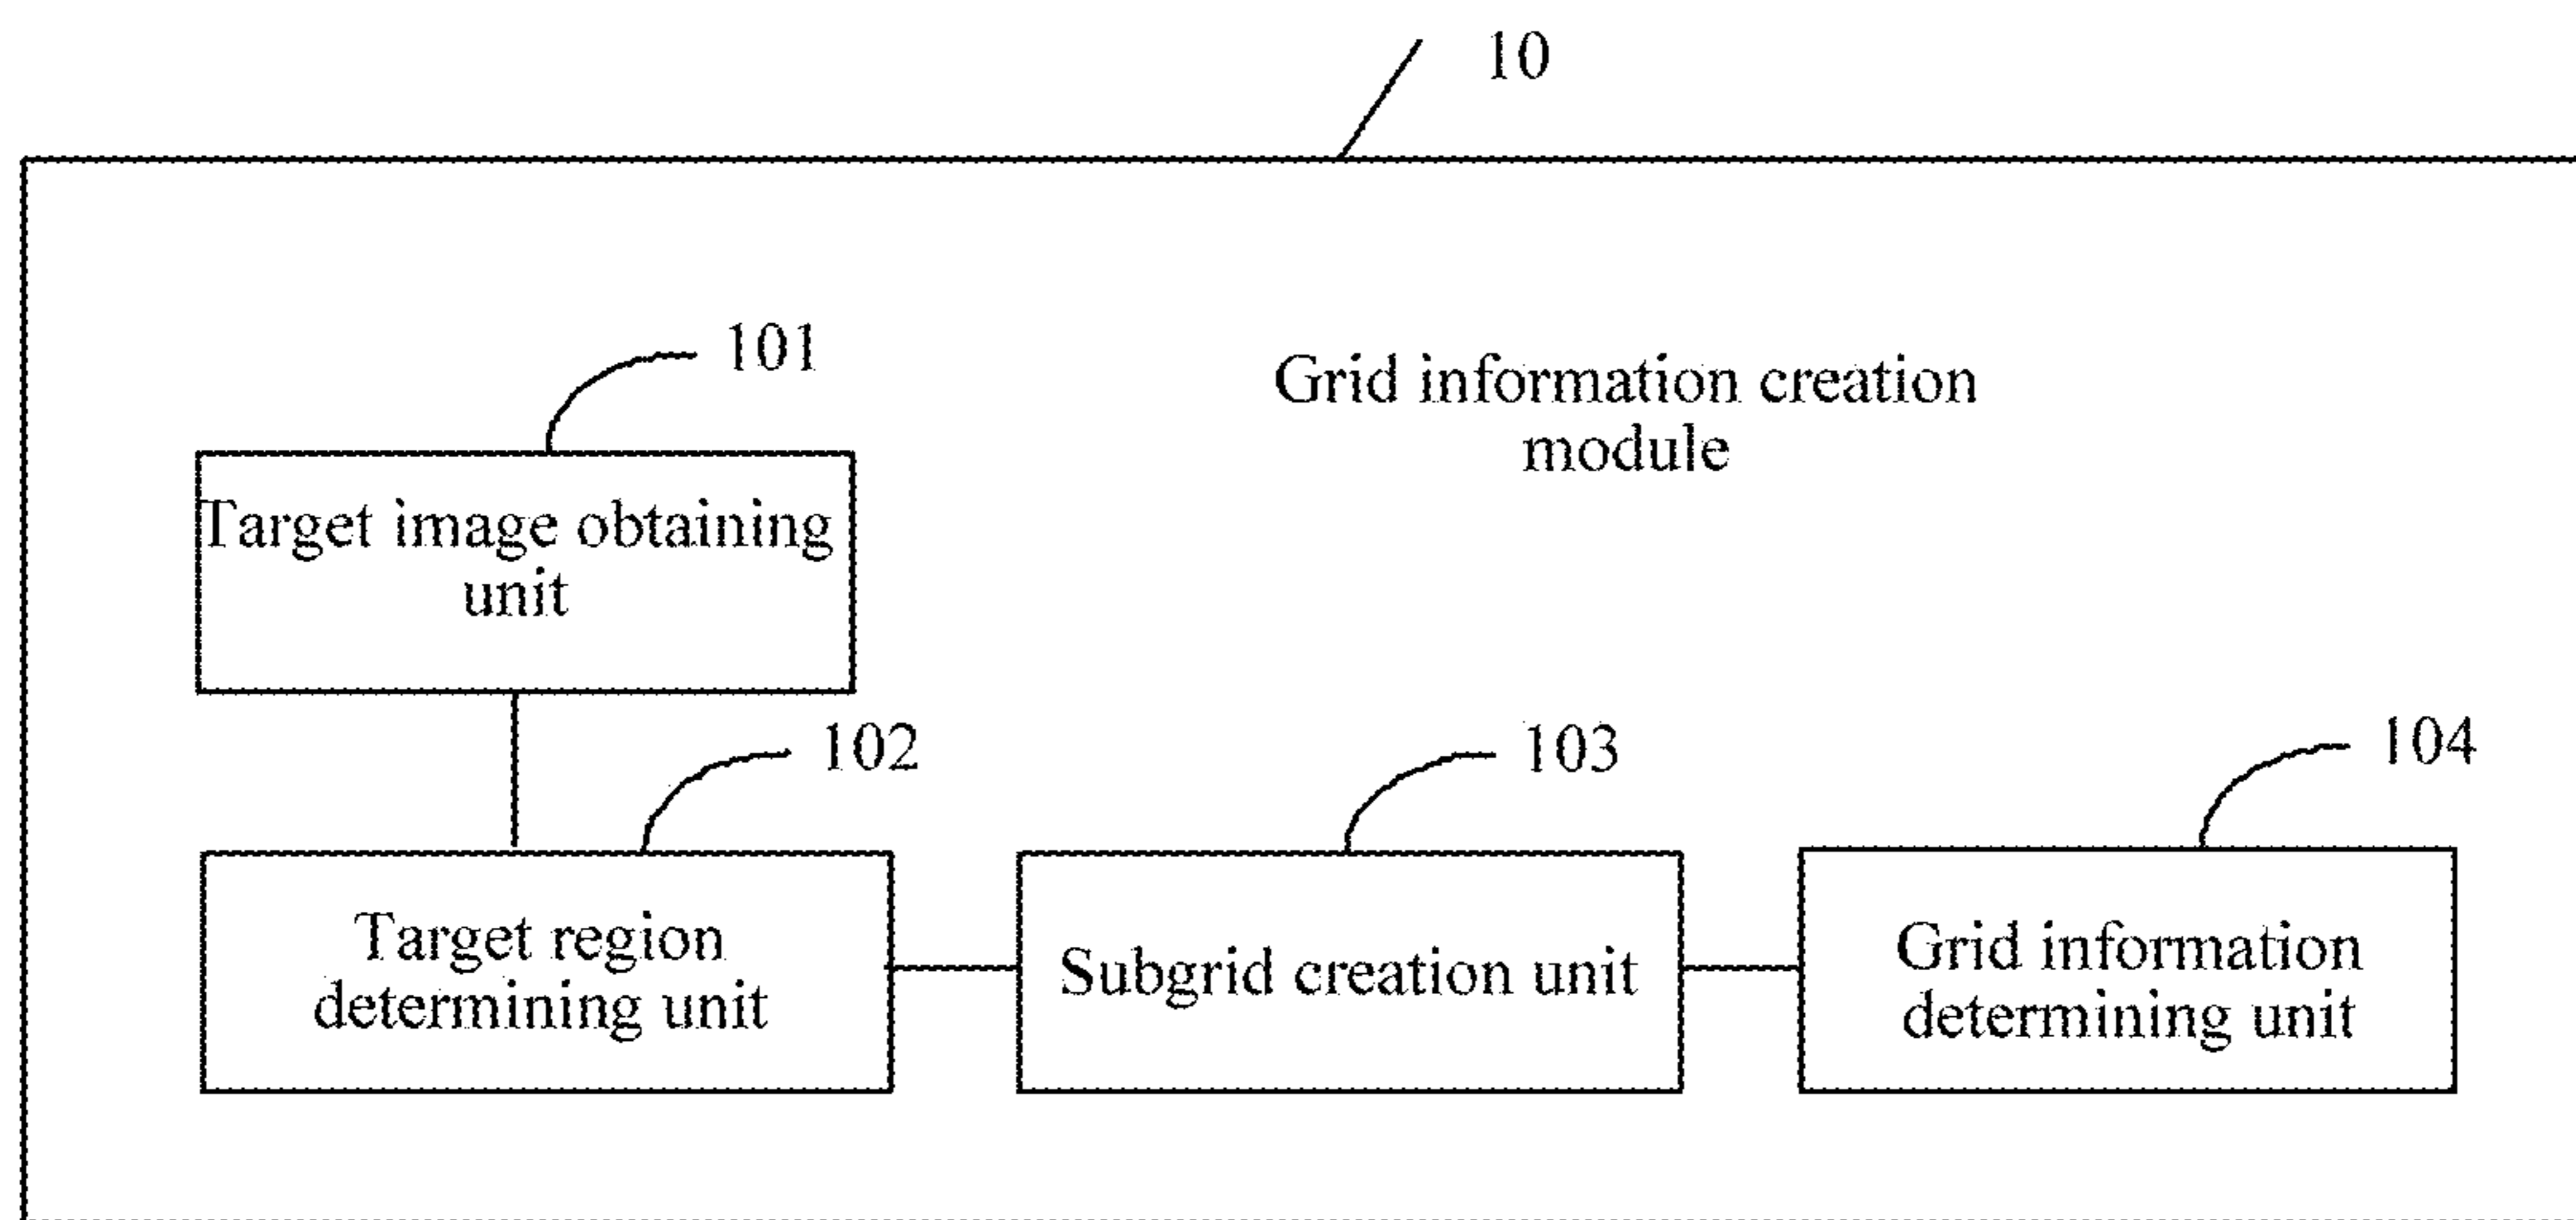 10
101
Grid information creation
module
Target image obtaining
unit
102
103
104
Target region
determining unit
Subgrid creation unit
Grid information
determining unit